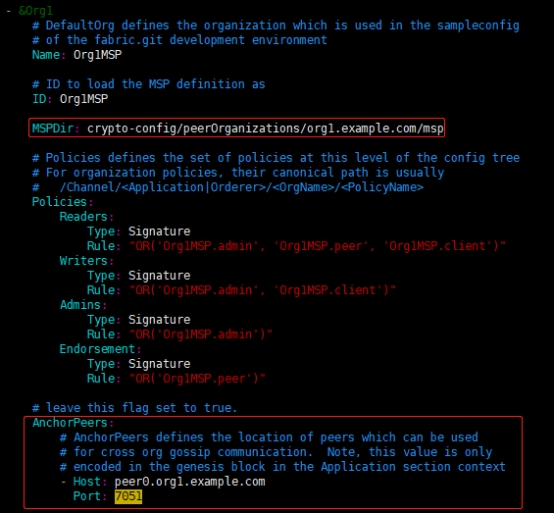 - &Org1
# DefaultOrg defines the organization which is used in the sampleconfig
# of the fabric.git development environment
Name: Org1MSP
# ID to load the MSP definition as
ID: Org1MSP
MSPDir: crypto-config/peerOrganizations/org1.example.com/msp
# Policies defines the set of policies at this level of the config tree
# For organization policies, their canonical path is usually
#   /Channel/<Application|Orderer>/<OrgName>/<PolicyName>
Policies:
Readers:
Type: Signature
Rule: "OR('Org1MSP.admin', 'Org1MSP.peer', 'Org1MSP.client')"
Writers:
Type: Signature
Rule: "OR('Org1MSP.admin', 'Org1MSP.client')"
Admins:
Type: Signature
Rule: "OR('Org1MSP.admin')"
Endorsement:
Type: Signature
Rule: "OR('Org1MSP.peer')"
# leave this flag set to true.
AnchorPeers:
# AnchorPeers defines the location of peers which can be used
# for cross org gossip communication.  Note, this value is only
# encoded in the genesis block in the Application section context
- Host: peer0.org1.example.com
Port: 7051